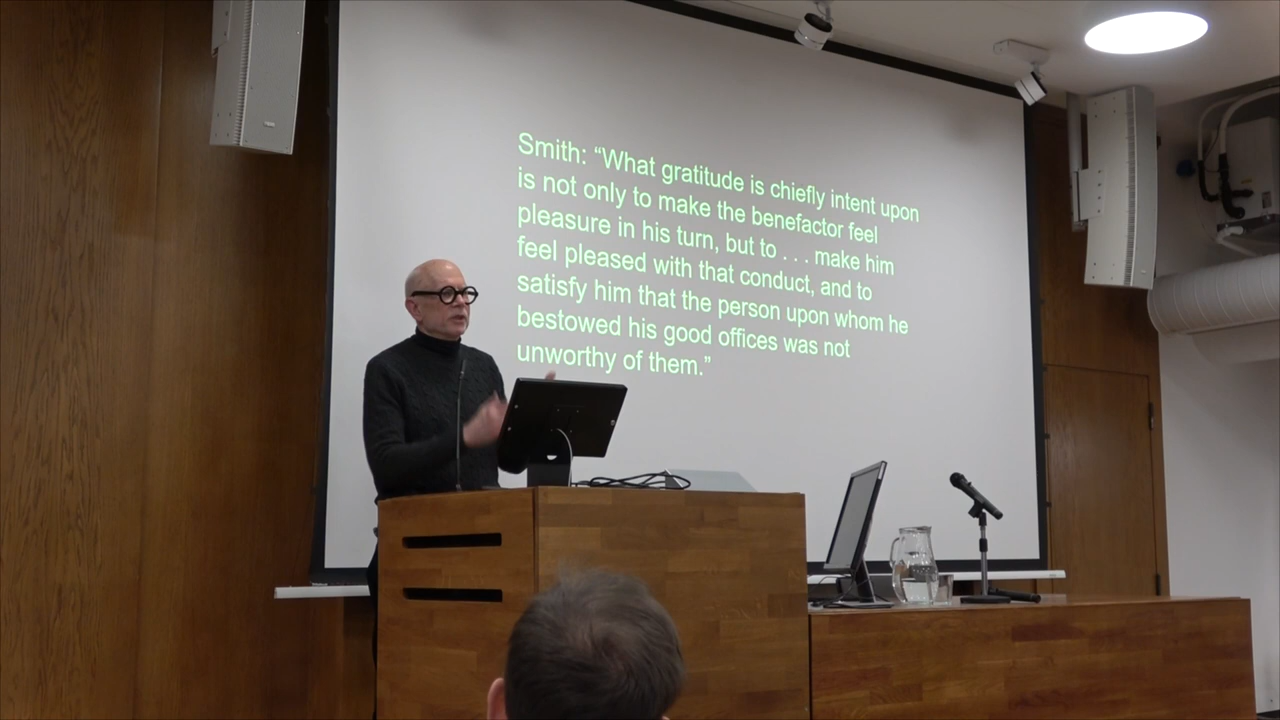 Smith: “What gratitude is chiefly intent upon
is not only to make the benefactor feel
pleasure in his turn, but to . . . make him
feel pleased with that conduct, and to
satisfy him that the person upon whom he
bestowed his good offices was not
unworthy of them.”